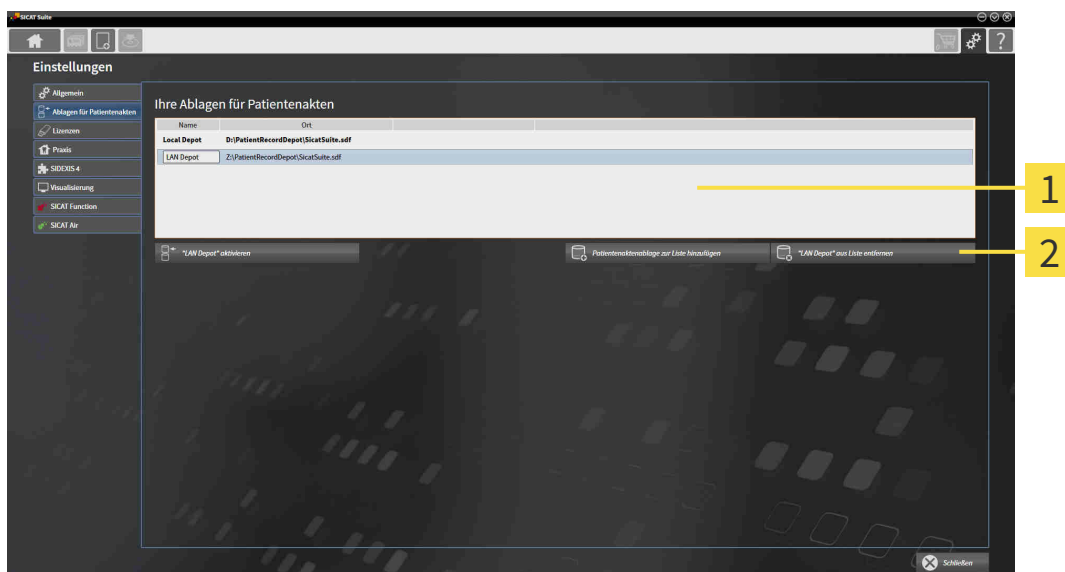 SICAT Suite
?
Einstellungen
Allgemein
Ablagen für Patientenakten
Lizenzen
Praxis
SIDEXIS 4
Visualisierung
SICAT Function
SICAT Air
Ihre Ablagen für Patientenakten
Name Ort
Local Depot D:\PatientRecordDepot\SicatSuite.sdf
LAN Depot Z:\PatientRecordDepot\SicatSuite.sdf
1
"LAN Depot" aktivieren Patientenaktenablage zur Liste hinzufügen "LAN Depot" aus Liste entfernen
2
Schließen